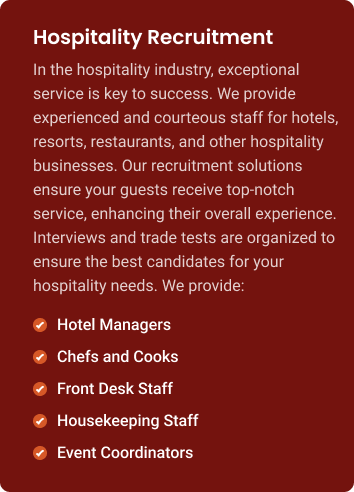 Hospitality Recruitment
In the hospitality industry, exceptional
service is key to success. We provide
experienced and courteous staff for hotels,
resorts, restaurants, and other hospitality
businesses. Our recruitment solutions
ensure your guests receive top-notch
service, enhancing their overall experience.
Interviews and trade tests are organized to
ensure the best candidates for your
hospitality needs. We provide:
Hotel Managers
Chefs and Cooks
Front Desk Staff
Housekeeping Staff
Event Coordinators